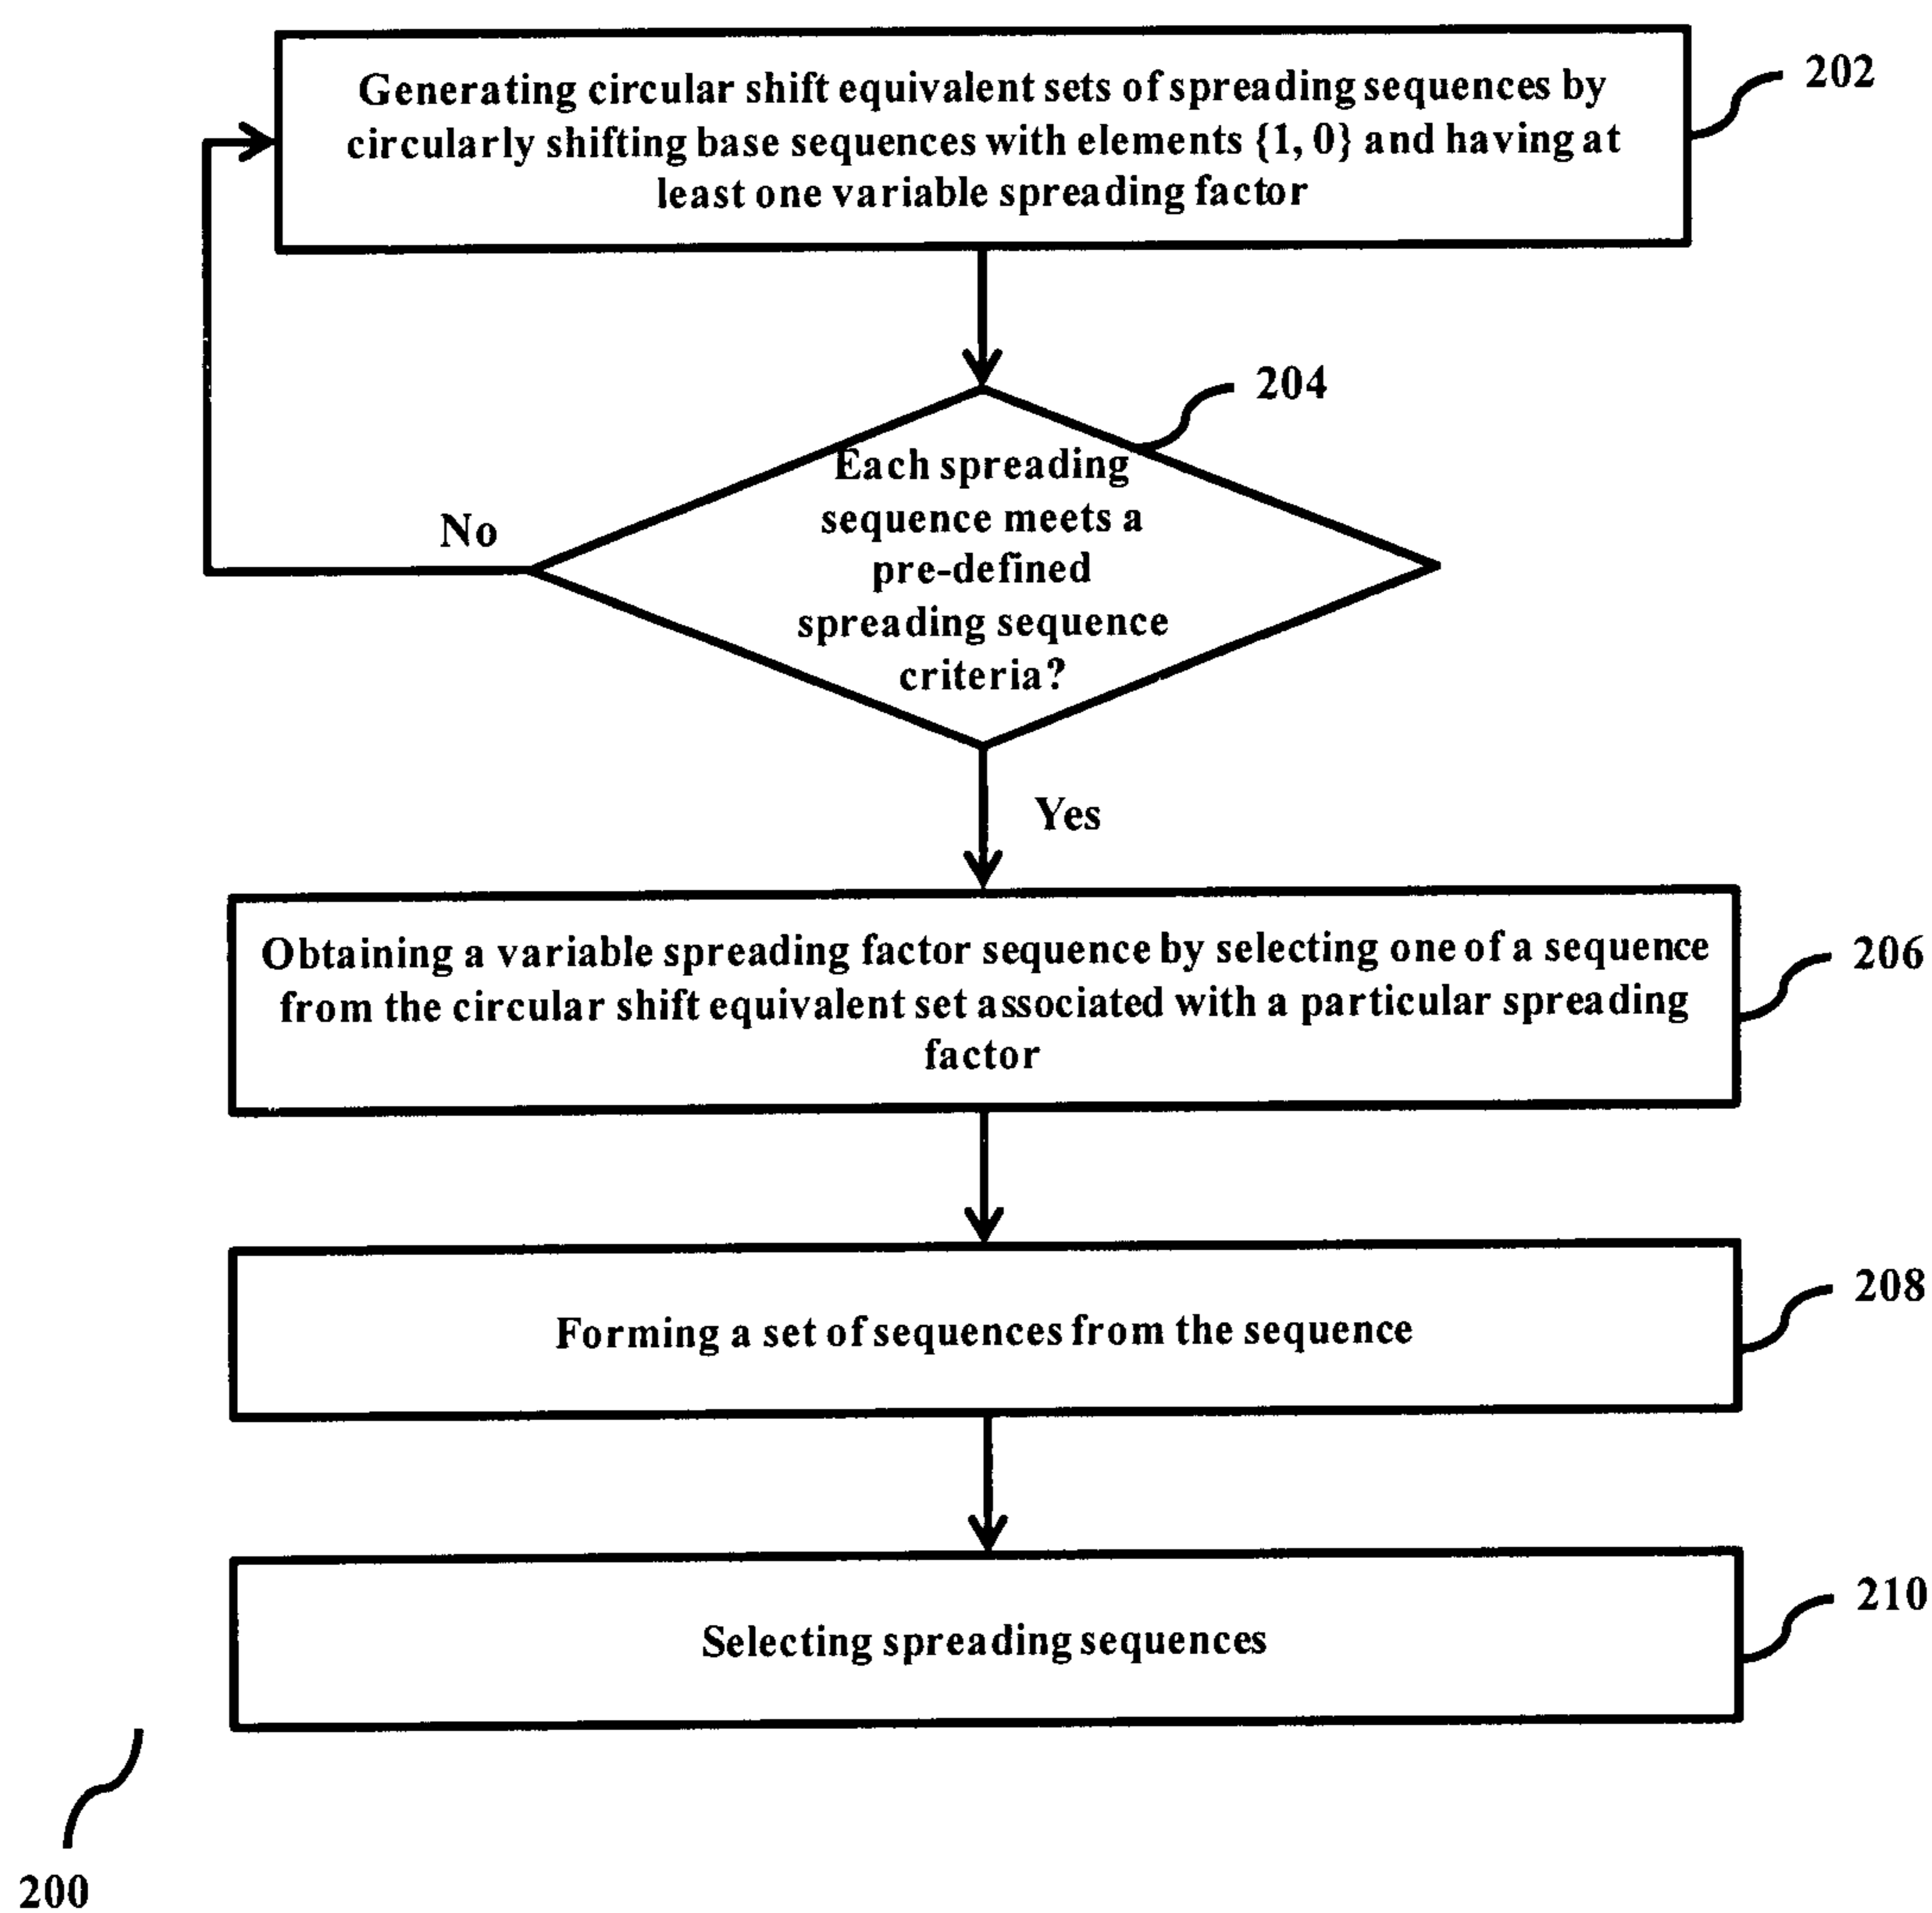 Generating circular shift equivalent sets of spreading sequences by
circularly shifting base sequences with elements {1, 0} and having at
least one variable spreading factor
202
204
Each spreading
sequence meets a
pre-defined
spreading sequence
criteria?
No
Yes
Obtaining a variable spreading factor sequence by selecting one of a sequence
from the circular shift equivalent set associated with a particular spreading
factor
206
Forming a set of sequences from the sequence
208
Selecting spreading sequences
210
200